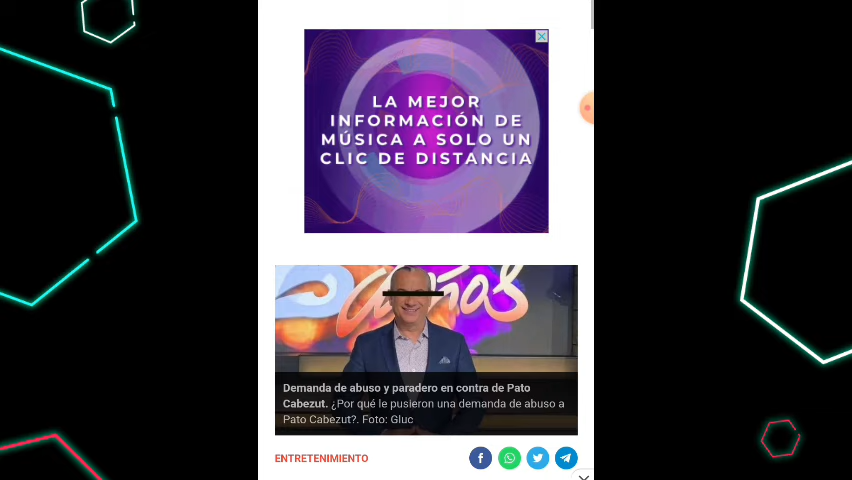 LA MEJOR
INFORMACIÓN DE
MÚSICA A SOLO UN
CLIC DE DISTANCIA
Demanda de abuso y paradero en contra de Pato
Cabezut. ¿Por qué le pusieron una demanda de abuso a
Pato Cabezut?. Foto: Gluc
ENTRETENIMIENTO